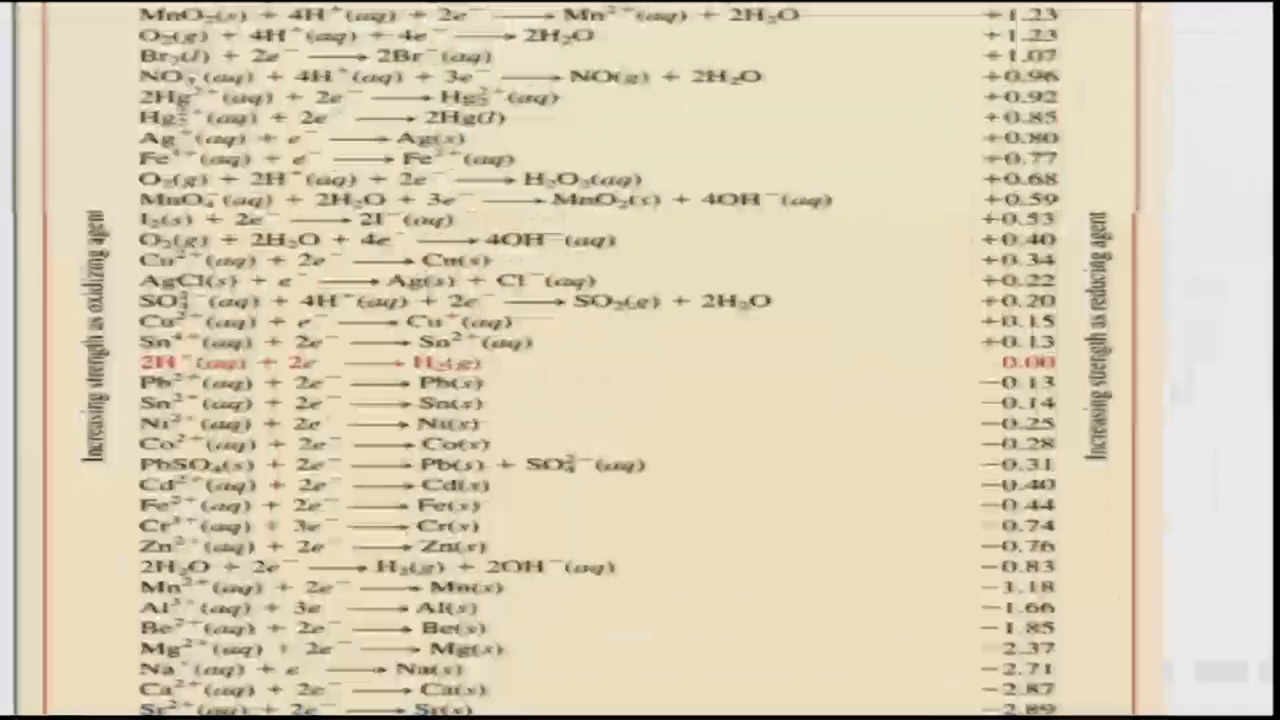 MnO₂(s) + 4H⁺(aq) + 2e⁻ ⟶ Mn²⁺(aq) + 2H₂O +1.23
O₂(g) + 4H⁺(aq) + 4e⁻ ⟶ 2H₂O +1.23
Br₂(l) + 2e⁻ ⟶ 2Br⁻(aq) +1.07
NO₃⁻(aq) + 4H⁺(aq) + 3e⁻ ⟶ NO(g) + 2H₂O +0.96
2Hg²⁺(aq) + 2e⁻ ⟶ Hg₂²⁺(aq) +0.92
Hg₂²⁺(aq) + 2e⁻ ⟶ 2Hg(l) +0.85
Ag⁺(aq) + e⁻ ⟶ Ag(s) +0.80
Fe³⁺(aq) + e⁻ ⟶ Fe²⁺(aq) +0.77
O₂(g) + 2H⁺(aq) + 2e⁻ ⟶ H₂O₂(aq) +0.68
MnO₄⁻(aq) + 2H₂O + 3e⁻ ⟶ MnO₂(s) + 4OH⁻(aq) +0.59
I₂(s) + 2e⁻ ⟶ 2I⁻(aq) +0.53
O₂(g) + 2H₂O + 4e⁻ ⟶ 4OH⁻(aq) +0.40
Cu²⁺(aq) + 2e⁻ ⟶ Cu(s) +0.34
AgCl(s) + e⁻ ⟶ Ag(s) + Cl⁻(aq) +0.22
SO₄²⁻(aq) + 4H⁺(aq) + 2e⁻ ⟶ SO₂(g) + 2H₂O +0.20
Cu²⁺(aq) + e⁻ ⟶ Cu⁺(aq) +0.15
Sn⁴⁺(aq) + 2e⁻ ⟶ Sn²⁺(aq) +0.13
2H⁺(aq) + 2e⁻ ⟶ H₂(g) 0.00
Pb²⁺(aq) + 2e⁻ ⟶ Pb(s) −0.13
Sn²⁺(aq) + 2e⁻ ⟶ Sn(s) −0.14
Ni²⁺(aq) + 2e⁻ ⟶ Ni(s) −0.25
Co²⁺(aq) + 2e⁻ ⟶ Co(s) −0.28
PbSO₄(s) + 2e⁻ ⟶ Pb(s) + SO₄²⁻(aq) −0.31
Cd²⁺(aq) + 2e⁻ ⟶ Cd(s) −0.40
Fe²⁺(aq) + 2e⁻ ⟶ Fe(s) −0.44
Cr³⁺(aq) + 3e⁻ ⟶ Cr(s) −0.74
Zn²⁺(aq) + 2e⁻ ⟶ Zn(s) −0.76
2H₂O + 2e⁻ ⟶ H₂(g) + 2OH⁻(aq) −0.83
Mn²⁺(aq) + 2e⁻ ⟶ Mn(s) −1.18
Al³⁺(aq) + 3e⁻ ⟶ Al(s) −1.66
Be²⁺(aq) + 2e⁻ ⟶ Be(s) −1.85
Mg²⁺(aq) + 2e⁻ ⟶ Mg(s) −2.37
Na⁺(aq) + e⁻ ⟶ Na(s) −2.71
Ca²⁺(aq) + 2e⁻ ⟶ Ca(s) −2.87
Sr²⁺(aq) + 2e⁻ ⟶ Sr(s) −2.89
Increasing strength as oxidizing agent
Increasing strength as reducing agent